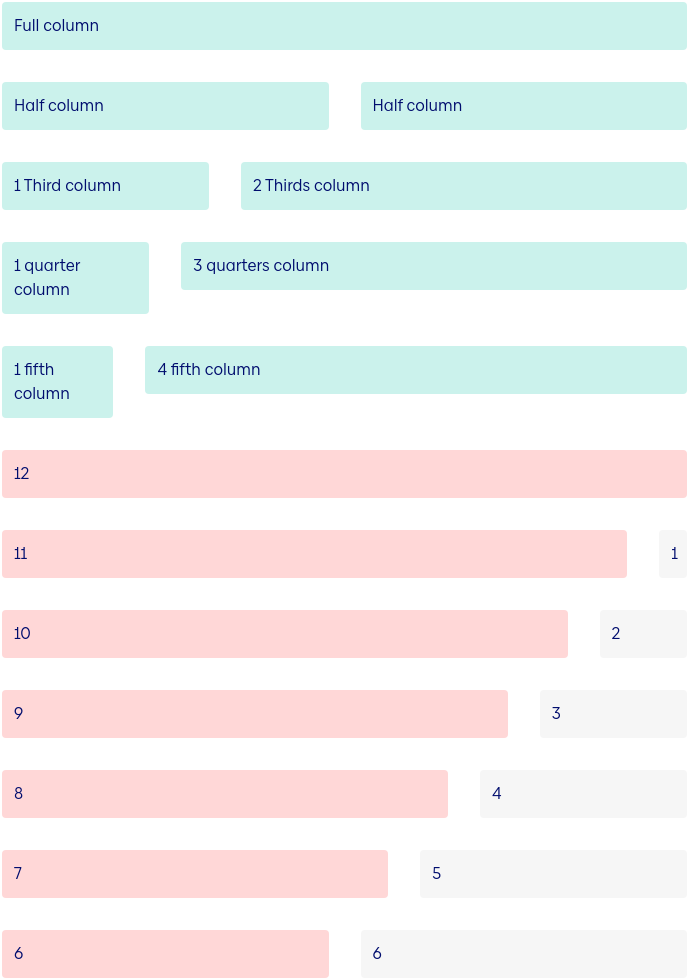 Full column
Half column
Half column
1 Third column
2 Thirds column
1 quarter
column
3 quarters column
1 fifth
column
4 fifth column
12
11
1
10
2
9
3
8
4
7
5
6
6